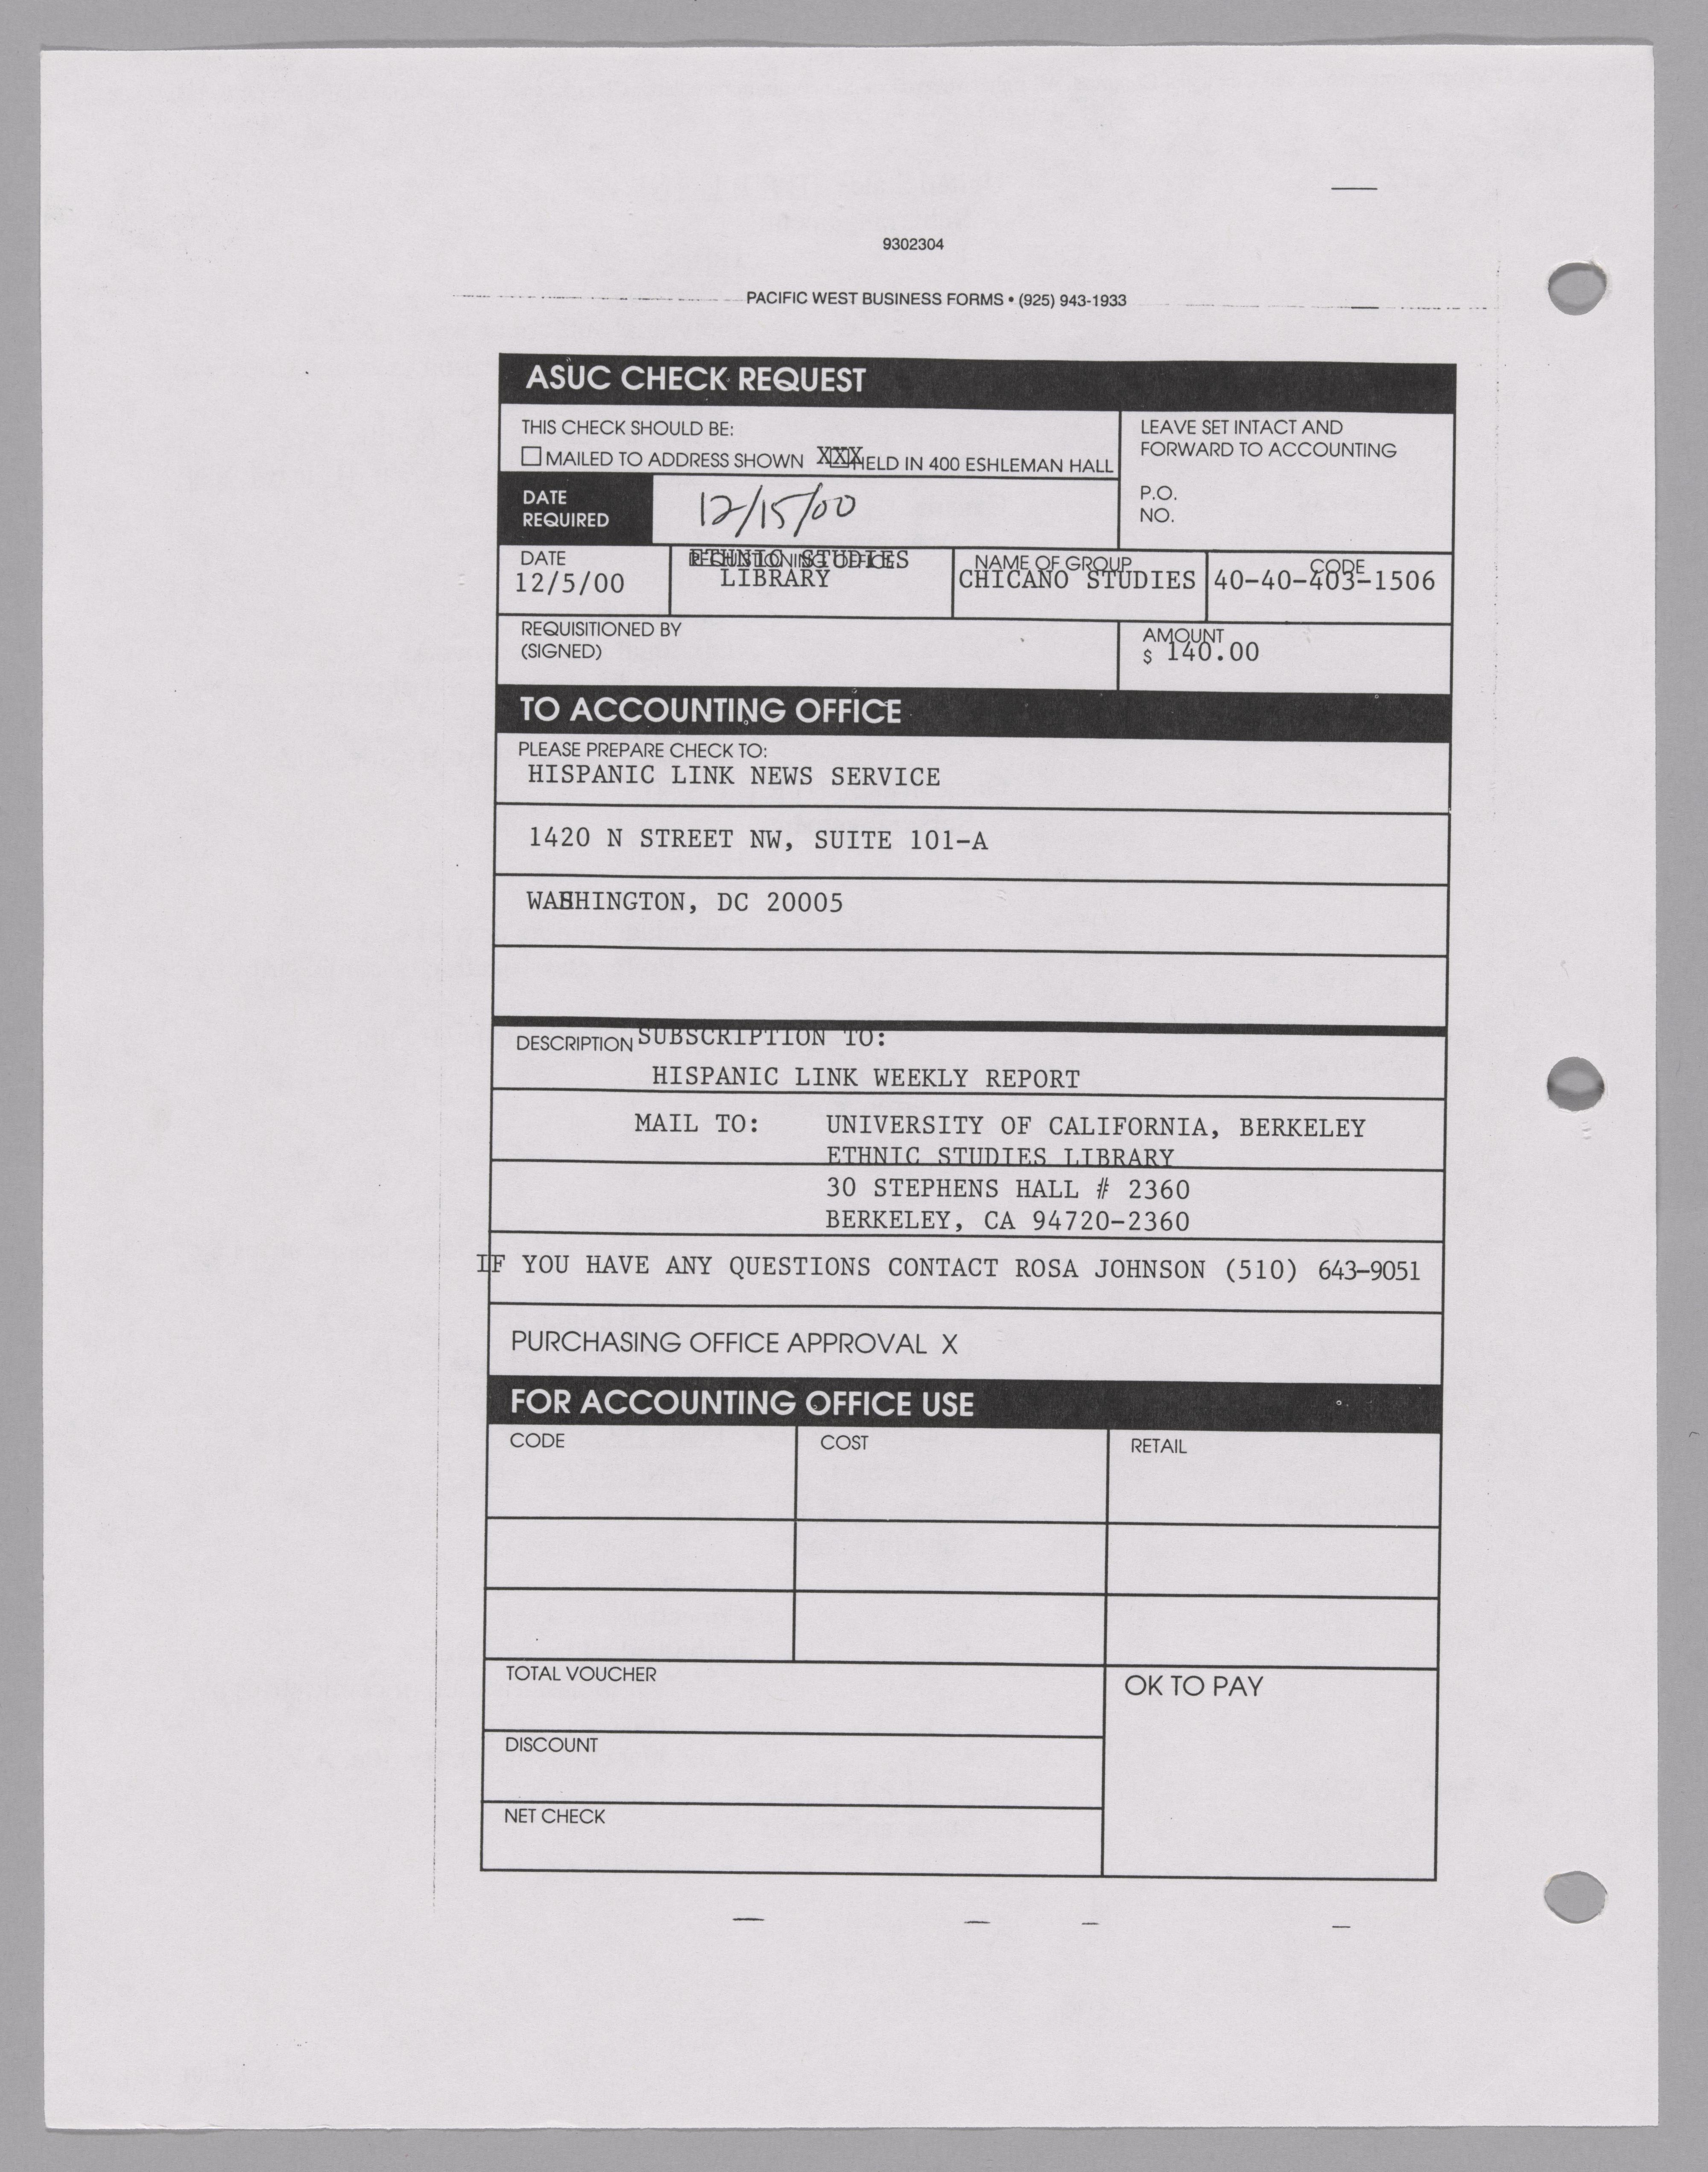 9302304
PACIFIC WEST BUSINESS FORMS • (925) 943-1933
ASUC CHECK REQUEST
THIS CHECK SHOULD BE:
☐ MAILED TO ADDRESS SHOWN XXX HELD IN 400 ESHLEMAN HALL
LEAVE SET INTACT AND
FORWARD TO ACCOUNTING
P.O.
NO.
DATE
REQUIRED
12/15/00
DATE
12/5/00
REQUISITIONING OFFICE
ETHNIC STUDIES
LIBRARY
NAME OF GROUP
CHICANO STUDIES
CODE
40-40-403-1506
REQUISITIONED BY
(SIGNED)
AMOUNT
$ 140.00
TO ACCOUNTING OFFICE
PLEASE PREPARE CHECK TO:
HISPANIC LINK NEWS SERVICE
1420 N STREET NW, SUITE 101-A
WASHINGTON, DC 20005
DESCRIPTION SUBSCRIPTION TO:
HISPANIC LINK WEEKLY REPORT
MAIL TO: UNIVERSITY OF CALIFORNIA, BERKELEY
ETHNIC STUDIES LIBRARY
30 STEPHENS HALL # 2360
BERKELEY, CA 94720-2360
IF YOU HAVE ANY QUESTIONS CONTACT ROSA JOHNSON (510) 643-9051
PURCHASING OFFICE APPROVAL X
FOR ACCOUNTING OFFICE USE
CODE COST RETAIL
TOTAL VOUCHER
OK TO PAY
DISCOUNT
NET CHECK